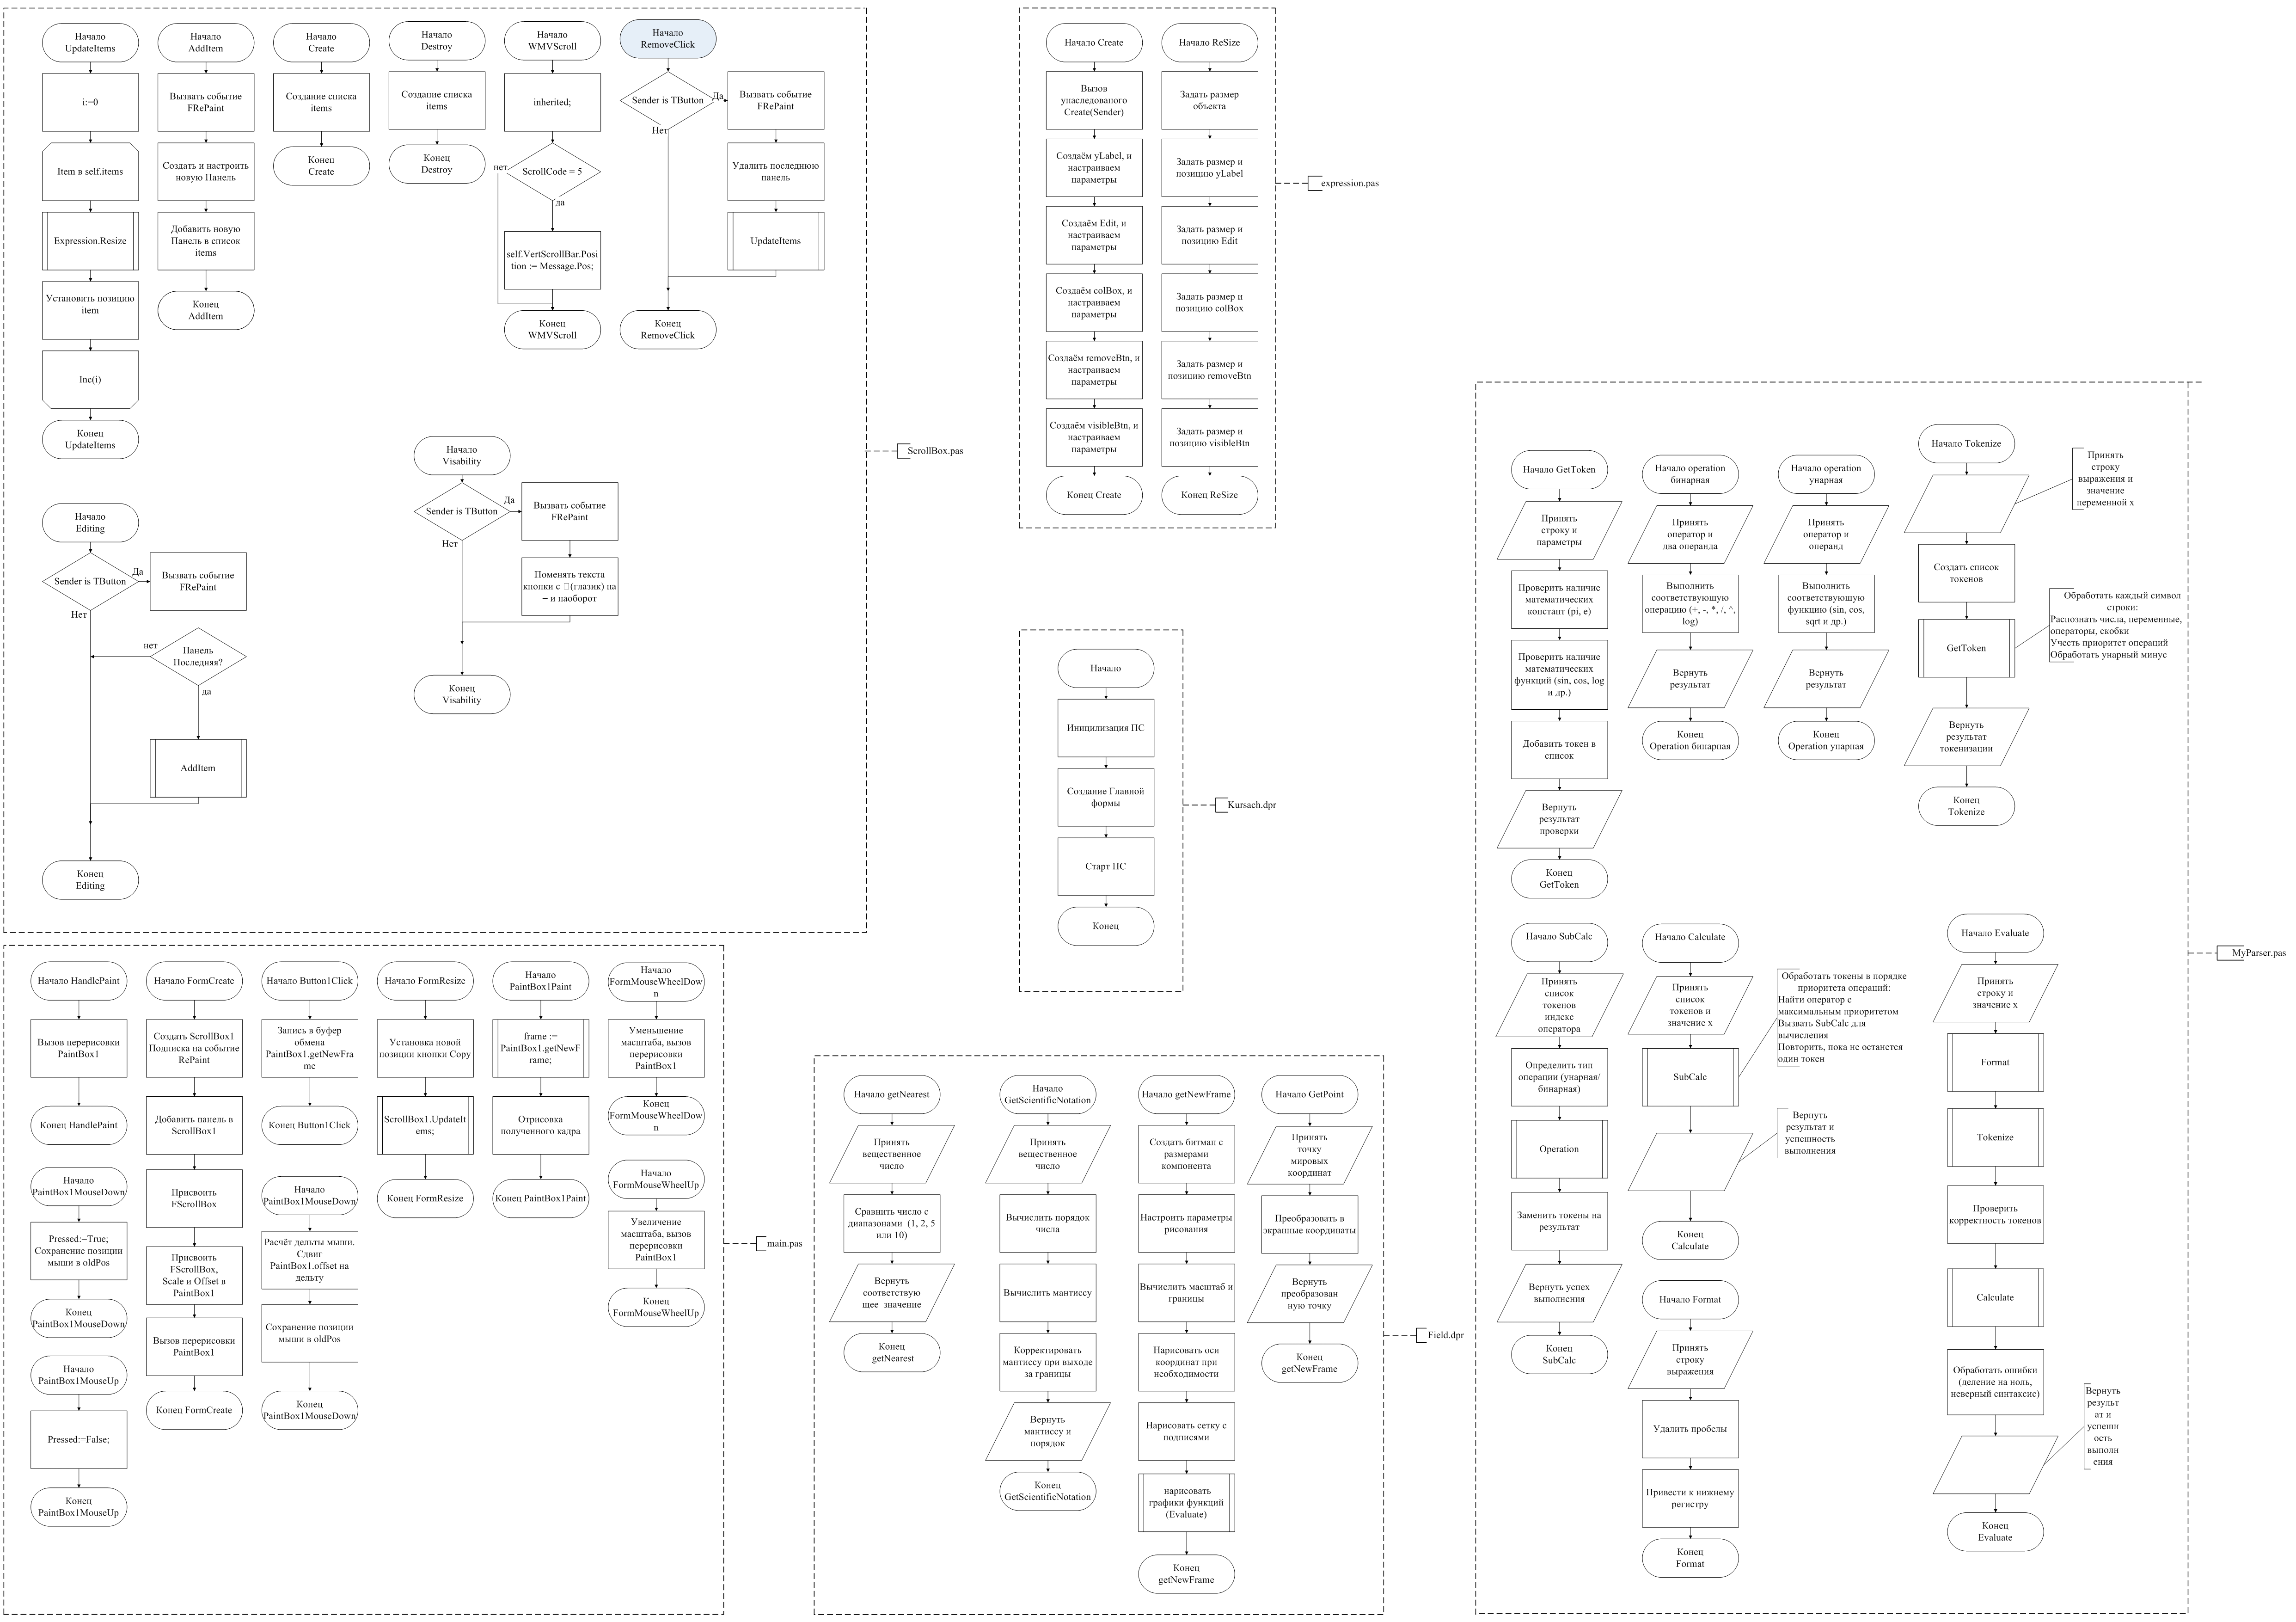 Начало
UpdateItems
i:=0
Item в self.items
Expression.Resize
Установить позицию
item
Inc(i)
Конец
UpdateItems
Начало
AddItem
Вызвать событие
FRePaint
Создать и настроить
новую Панель
Добавить новую
Панель в список
items
Конец
AddItem
Начало
Create
Создание списка
items
Конец
Create
Начало
Destroy
Создание списка
items
Конец
Destroy
Начало
WMVScroll
inherited;
ScrollCode = 5
нет
да
self.VertScrollBar.Posi
tion := Message.Pos;
Конец
WMVScroll
Начало
RemoveClick
Sender is TButton
Да
Нет
Вызвать событие
FRePaint
Удалить последнюю
панель
UpdateItems
Конец
RemoveClick
Начало
Editing
Sender is TButton
Да
Нет
Вызвать событие
FRePaint
Панель
Последняя?
нет
да
AddItem
Конец
Editing
Начало
Visability
Sender is TButton
Да
Нет
Вызвать событие
FRePaint
Поменять текста
кнопки с □(глазик) на
– и наоборот
Конец
Visability
ScrollBox.pas
Начало Create
Вызов
унаследованого
Create(Sender)
Создаём yLabel, и
настраиваем
параметры
Создаём Edit, и
настраиваем
параметры
Создаём colBox, и
настраиваем
параметры
Создаём removeBtn, и
настраиваем
параметры
Создаём visibleBtn, и
настраиваем
параметры
Конец Create
Начало ReSize
Задать размер
объекта
Задать размер и
позицию yLabel
Задать размер и
позицию Edit
Задать размер и
позицию colBox
Задать размер и
позицию removeBtn
Задать размер и
позицию visibleBtn
Конец ReSize
expression.pas
Начало
Иницилизация ПС
Создание Главной
формы
Старт ПС
Конец
Kursach.dpr
Начало GetToken
Принять
строку и
параметры
Проверить наличие
математических
констант (pi, e)
Проверить наличие
математических
функций (sin, cos, log
и др.)
Добавить токен в
список
Вернуть
результат
проверки
Конец
GetToken
Начало operation
бинарная
Принять
оператор и
два операнда
Выполнить
соответствующую
операцию (+, -, *, /, ^,
log)
Вернуть
результат
Конец
Operation бинарная
Начало operation
унарная
Принять
оператор и
операнд
Выполнить
соответствующую
функцию (sin, cos,
sqrt и др.)
Вернуть
результат
Конец
Operation унарная
Начало Tokenize
Принять
строку
выражения и
значение
переменной x
Создать список
токенов
GetToken
Обработать каждый символ
строки:
Распознать числа, переменные,
операторы, скобки
Учесть приоритет операций
Обработать унарный минус
Вернуть
результат
токенизации
Конец
Tokenize
Начало SubCalc
Принять
список
токенов
индекс
оператора
Определить тип
операции (унарная/
бинарная)
Operation
Заменить токены на
результат
Вернуть успех
выполнения
Конец
SubCalc
Начало Calculate
Принять
список
токенов и
значение x
SubCalc
Обработать токены в порядке
приоритета операций:
Найти оператор с
максимальным приоритетом
Вызвать SubCalc для
вычисления
Повторить, пока не останется
один токен
Вернуть
результат и
успешность
выполнения
Конец
Calculate
Начало Format
Принять
строку
выражения
Удалить пробелы
Привести к нижнему
регистру
Конец
Format
Начало Evaluate
Принять
строку и
значение x
Format
Tokenize
Проверить
корректность токенов
Calculate
Обработать ошибки
(деление на ноль,
неверный синтаксис)
Вернуть
результ
ат и
успешн
ость
выполн
ения
Конец
Evaluate
MyParser.pas
Начало HandlePaint
Вызов перерисовки
PaintBox1
Конец HandlePaint
Начало
PaintBox1MouseDown
Pressed:=True;
Сохранение позиции
мыши в oldPos
Конец
PaintBox1MouseDown
Начало
PaintBox1MouseUp
Pressed:=False;
Конец
PaintBox1MouseUp
Начало FormCreate
Создать ScrollBox1
Подписка на событие
RePaint
Добавить панель в
ScrollBox1
Присвоить
FScrollBox
Присвоить
FScrollBox,
Scale и Offset в
PaintBox1
Вызов перерисовки
PaintBox1
Конец FormCreate
Начало Button1Click
Запись в буфер
обмена
PaintBox1.getNewFra
me
Конец Button1Click
Начало
PaintBox1MouseDown
Расчёт дельты мыши.
Сдвиг
PaintBox1.offset на
дельту
Сохранение позиции
мыши в oldPos
Конец
PaintBox1MouseDown
Начало FormResize
Установка новой
позиции кнопки Copy
ScrollBox1.UpdateIt
ems;
Конец FormResize
Начало
PaintBox1Paint
frame :=
PaintBox1.getNewF
rame;
Отрисовка
полученного кадра
Конец PaintBox1Paint
Начало
FormMouseWheelDow
n
Уменьшение
масштаба, вызов
перерисовки
PaintBox1
Конец
FormMouseWheelDow
n
Начало
FormMouseWheelUp
Увеличение
масштаба, вызов
перерисовки
PaintBox1
Конец
FormMouseWheelUp
main.pas
Начало getNearest
Принять
вещественное
число
Сравнить число с
диапазонами (1, 2, 5
или 10)
Вернуть
соответствую
щее значение
Конец
getNearest
Начало
GetScientificNotation
Принять
вещественное
число
Вычислить порядок
числа
Вычислить мантиссу
Корректировать
мантиссу при выходе
за границы
Вернуть
мантиссу и
порядок
Конец
GetScientificNotation
Начало getNewFrame
Создать битмап с
размерами
компонента
Настроить параметры
рисования
Вычислить масштаб и
границы
Нарисовать оси
координат при
необходимости
Нарисовать сетку с
подписями
нарисовать
графики функций
(Evaluate)
Конец
getNewFrame
Начало GetPoint
Принять
точку
мировых
координат
Преобразовать в
экранные координаты
Вернуть
преобразован
ную точку
Конец
getNewFrame
Field.dpr